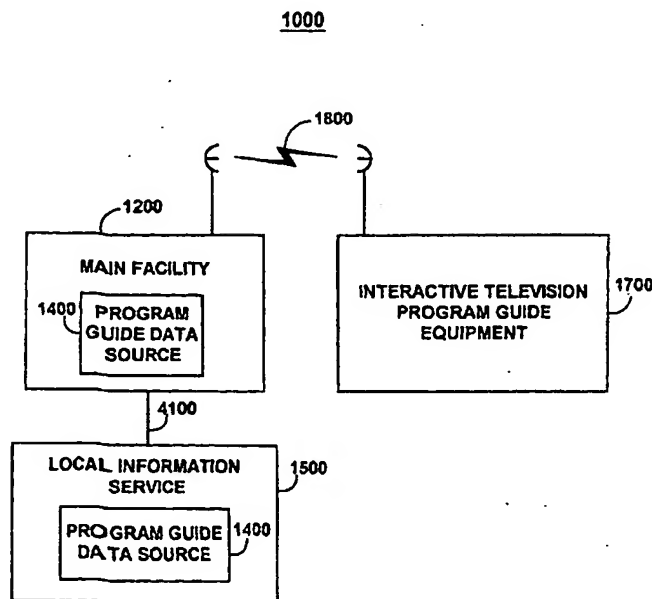 1000
1800
1200
MAIN FACILITY
1400
PROGRAM
GUIDE DATA
SOURCE
INTERACTIVE TELEVISION
PROGRAM GUIDE
EQUIPMENT
1700
4100
LOCAL INFORMATION
SERVICE
1500
PROGRAM GUIDE
DATA SOURCE
1400